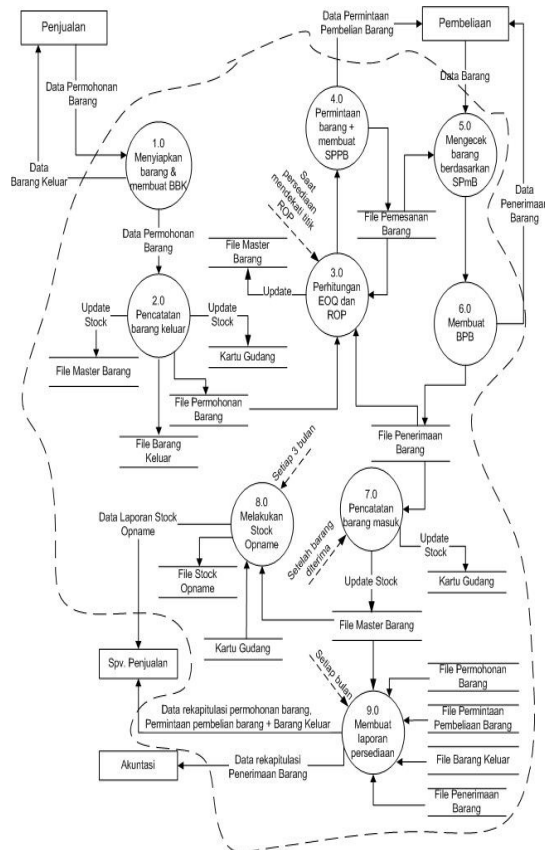 Penjualan
Data Permohonan
Barang
Data
Barang Keluar
1.0
Menyiapkan
barang &
membuat BBK
Data Permohonan
Barang
2.0
Pencatatan
barang keluar
Update
Stock
File Master Barang
Update
Stock
Kartu Gudang
File Permohonan
Barang
File Barang
Keluar
Data Permintaan
Pembelian Barang
Pembeliaan
Data Barang
4.0
Permintaan
barang +
membuat
SPPB
5.0
Mengecek
barang
berdasarkan
SPmB
Data
Penerimaan
Barang
Saat
persediaan
mendekati titik
ROP
File Pemesanan
Barang
File Master
Barang
Update
3.0
Perhitungan
EOQ dan
ROP
6.0
Membuat
BPB
File Penerimaan
Barang
Setiap 3 bulan
8.0
Melakukan
Stock
Opname
Data Laporan Stock
Opname
File Stock
Opname
Kartu Gudang
7.0
Pencatatan
barang masuk
Setelah barang
diterima
Update
Stock
Kartu Gudang
Update Stock
File Master Barang
Spv. Penjualan
Setiap bulan
9.0
Membuat
laporan
persediaan
File Permohonan
Barang
File Permintaan
Pembeliaan Barang
File Barang Keluar
File Penerimaan
Barang
Data rekapitulasi permohonan barang,
Permintaan pembelian barang + Barang Keluar
Akuntasi
Data rekapitulasi
Penerimaan Barang